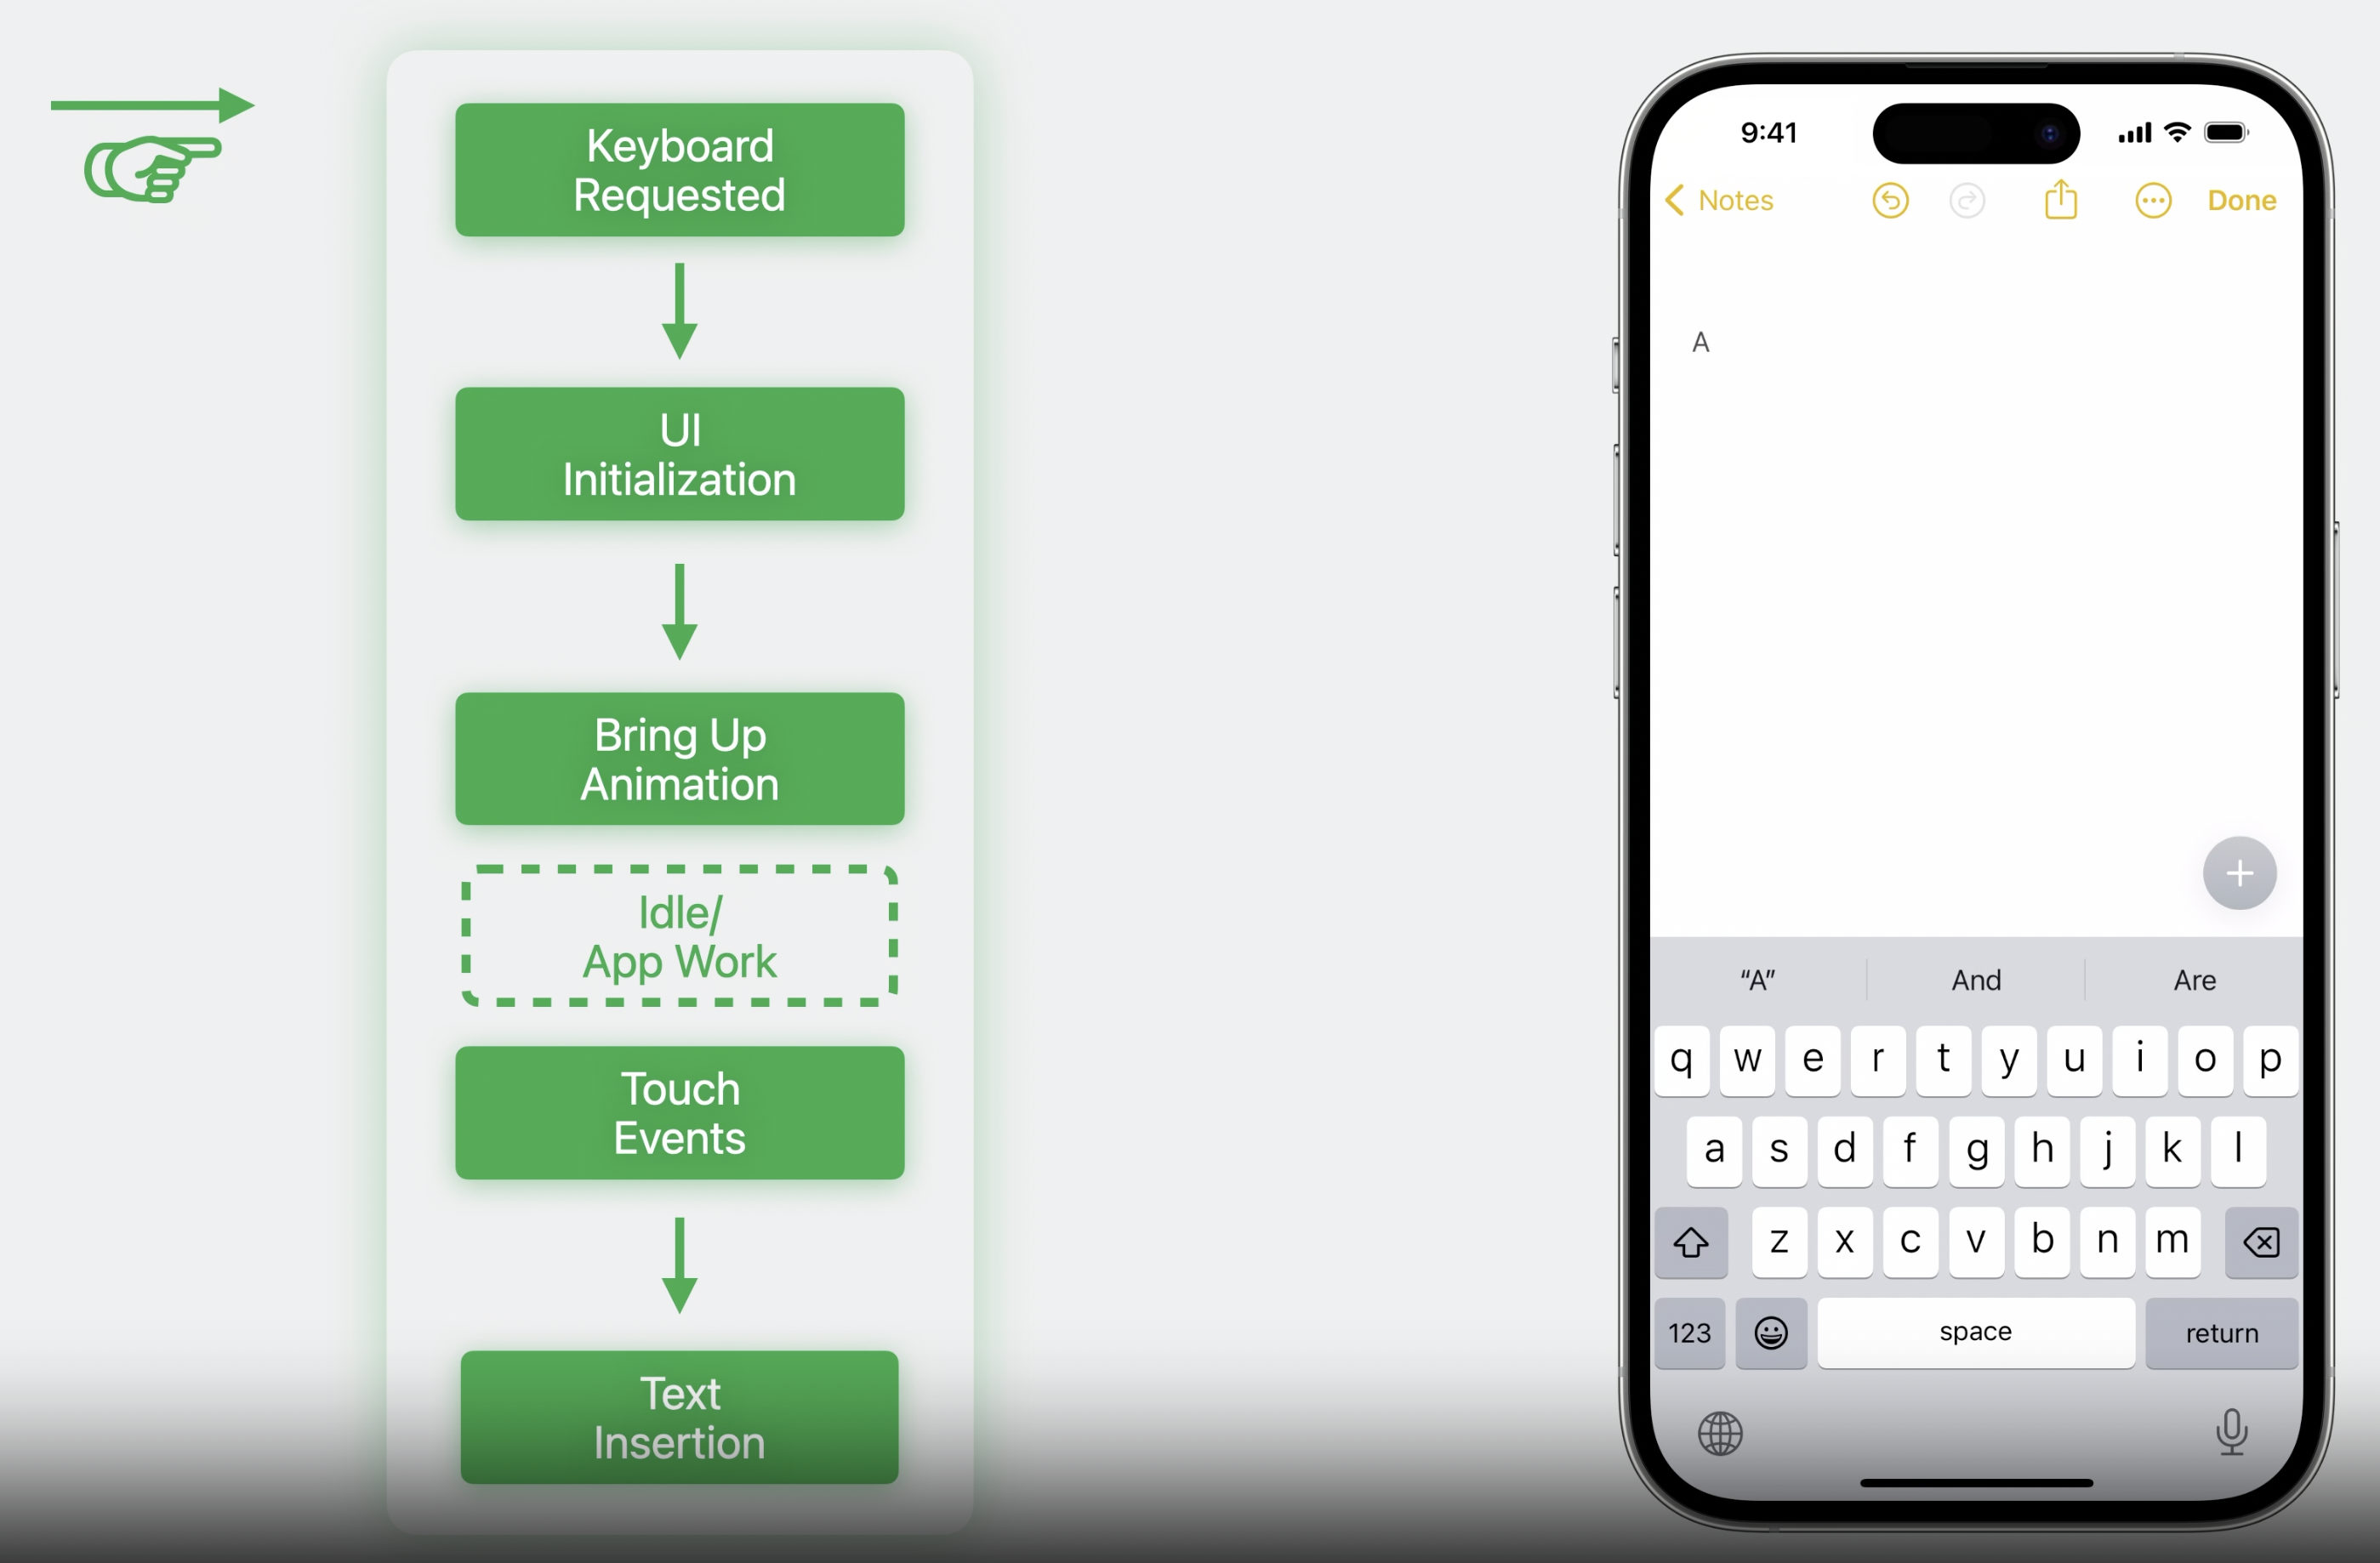 Keyboard
Requested
UI
Initialization
Bring Up
Animation
Idle/
App Work
Touch
Events
Text
Insertion
9:41
Notes
Done
A
“A” And Are
q w e r t y u i o p
a s d f g h j k l
z x c v b n m
123 space return